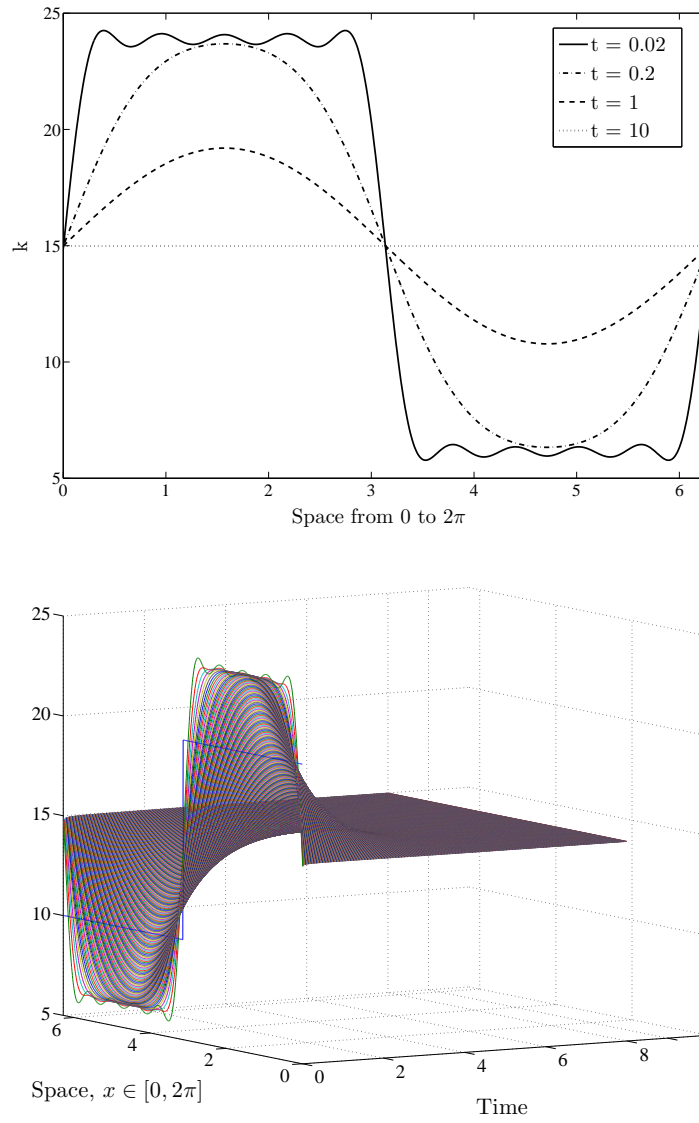 25
20
15
10
5
k
t = 0.02
t = 0.2
t = 1
t = 10
0 1 2 3 4 5 6
Space from 0 to 2π
25
20
15
10
5
6 4 2 0
0 2 4 6 8
Space, x ∈ [0, 2π]
Time